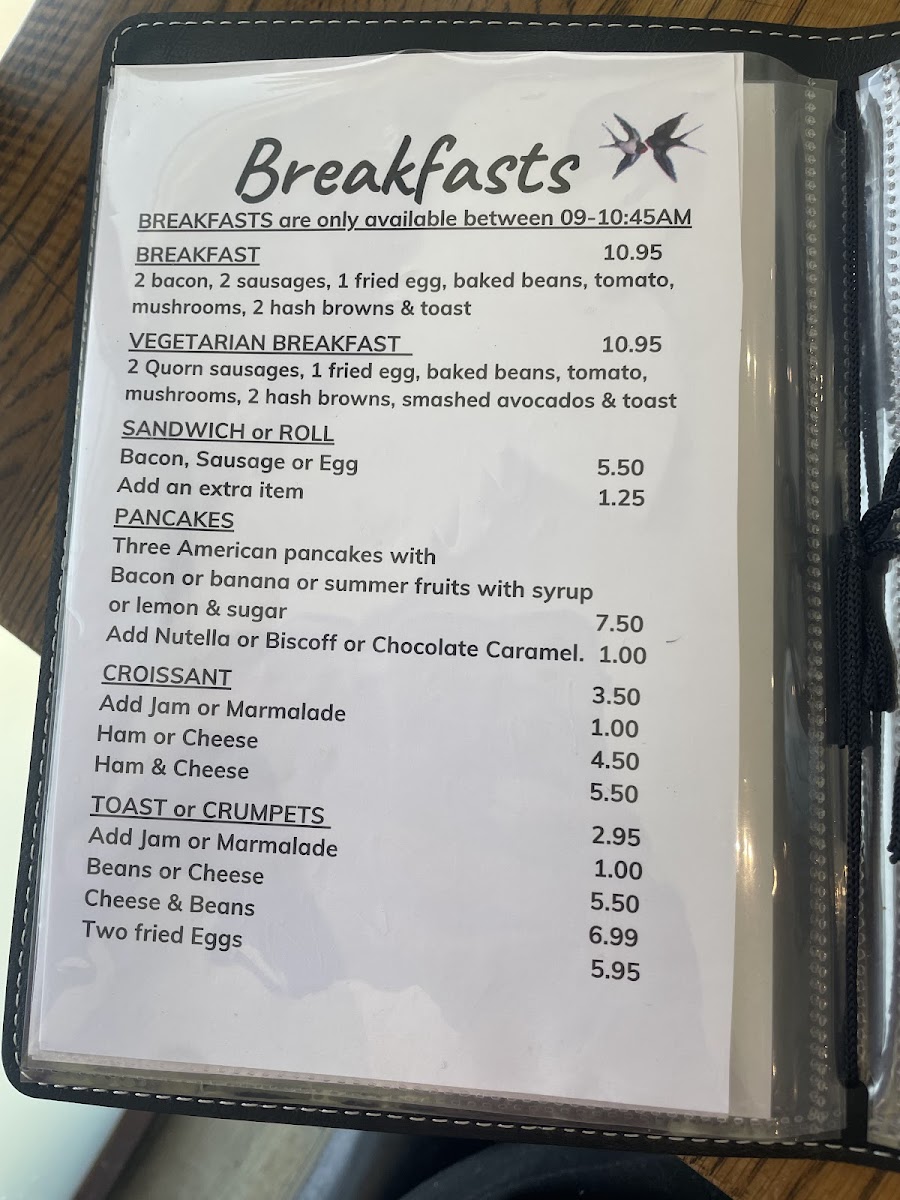 Breakfasts
BREAKFASTS are only available between 09-10:45AM
BREAKFAST 10.95
2 bacon, 2 sausages, 1 fried egg, baked beans, tomato,
mushrooms, 2 hash browns & toast
VEGETARIAN BREAKFAST 10.95
2 Quorn sausages, 1 fried egg, baked beans, tomato,
mushrooms, 2 hash browns, smashed avocados & toast
SANDWICH or ROLL
Bacon, Sausage or Egg 5.50
Add an extra item 1.25
PANCAKES
Three American pancakes with
Bacon or banana or summer fruits with syrup
or lemon & sugar 7.50
Add Nutella or Biscoff or Chocolate Caramel. 1.00
CROISSANT 3.50
Add Jam or Marmalade 1.00
Ham or Cheese 4.50
Ham & Cheese 5.50
TOAST or CRUMPETS 2.95
Add Jam or Marmalade 1.00
Beans or Cheese 5.50
Cheese & Beans 6.99
Two fried Eggs 5.95